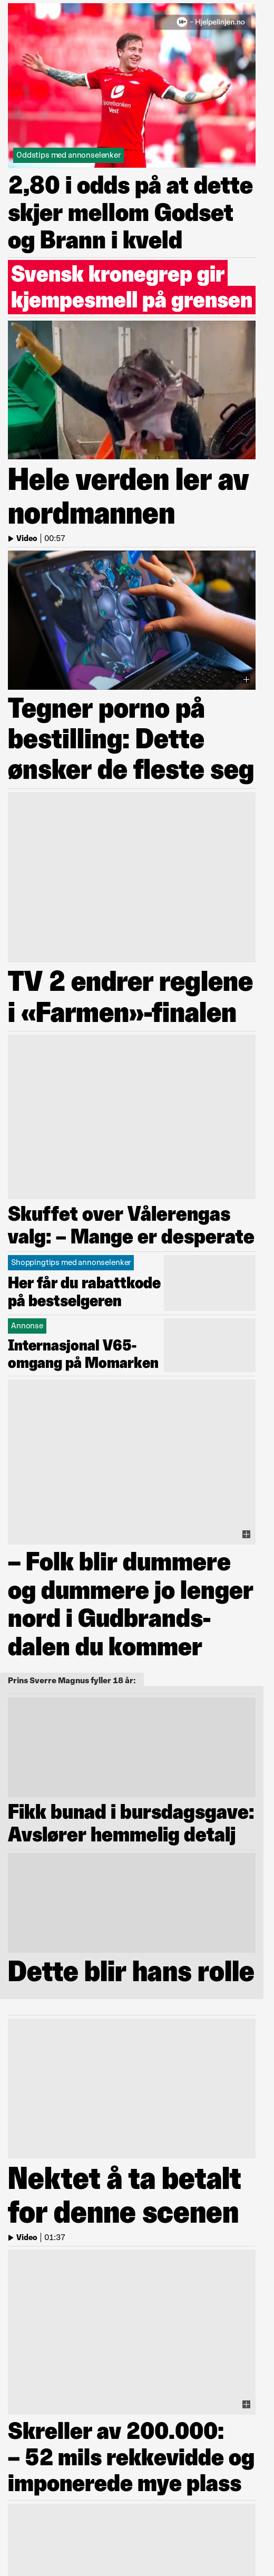 18+ – Hjelpelinjen.no
Oddstips med annonselenker
2,80 i odds på at dette
skjer mellom Godset
og Brann i kveld
Svensk kronegrep gir
kjempesmell på grensen
Hele verden ler av
nordmannen
Video | 00:57
Tegner porno på
bestilling: Dette
ønsker de fleste seg
TV 2 endrer reglene
i «Farmen»-finalen
Skuffet over Vålerengas
valg: – Mange er desperate
Shoppingtips med annonselenker
Her får du rabattkode
på bestselgeren
Annonse
Internasjonal V65-
omgang på Momarken
– Folk blir dummere
og dummere jo lenger
nord i Gudbrands-
dalen du kommer
Prins Sverre Magnus fyller 18 år:
Fikk bunad i bursdagsgave:
Avslører hemmelig detalj
Dette blir hans rolle
Nektet å ta betalt
for denne scenen
Video | 01:37
Skreller av 200.000:
– 52 mils rekkevidde og
imponerede mye plass